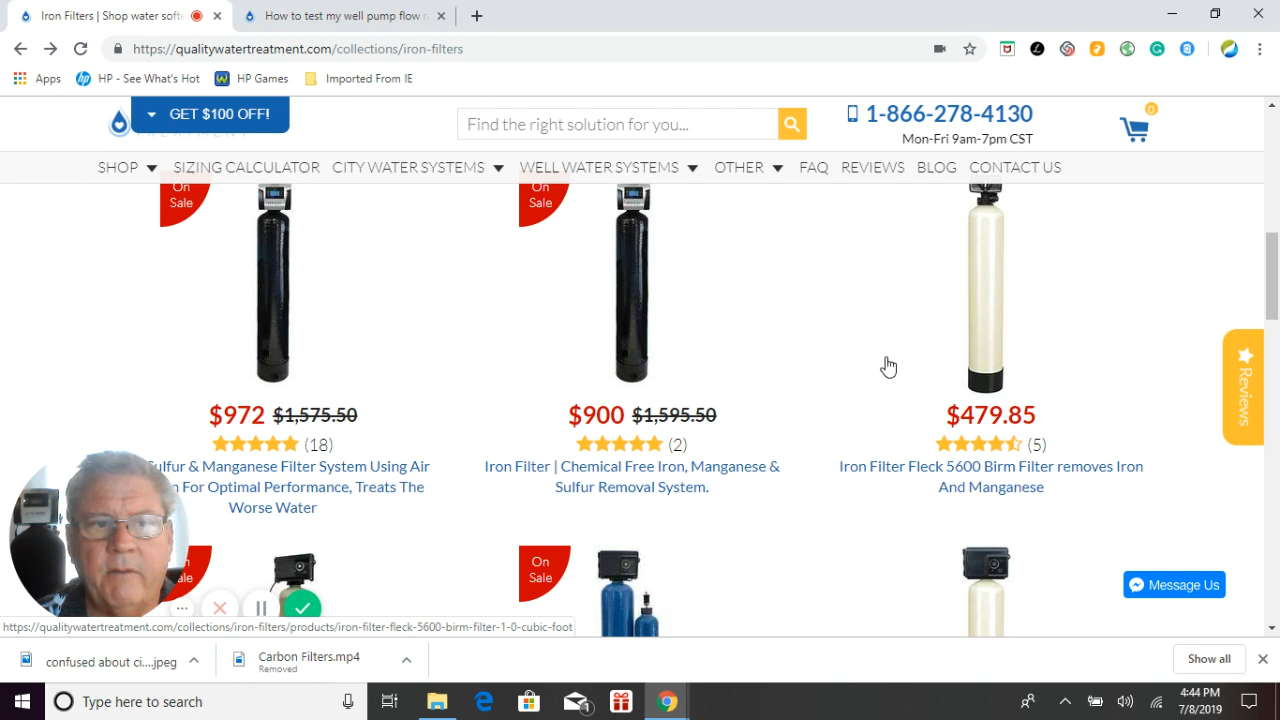 Iron Filters | Shop water softe
How to test my well pump flow r
https://qualitywatertreatment.com/collections/iron-filters
Apps
HP - See What's Hot
HP Games
Imported From IE
GET $100 OFF!
TREATMENT
Find the right solution for you...
1-866-278-4130
Mon-Fri 9am-7pm CST
0
SHOP
SIZING CALCULATOR
CITY WATER SYSTEMS
WELL WATER SYSTEMS
OTHER
FAQ
REVIEWS
BLOG
CONTACT US
On
Sale
On
Sale
$972 $1,575.50
(18)
Sulfur & Manganese Filter System Using Air
n For Optimal Performance, Treats The
Worse Water
$900 $1,595.50
(2)
Iron Filter | Chemical Free Iron, Manganese &
Sulfur Removal System.
$479.85
(5)
Iron Filter Fleck 5600 Birm Filter removes Iron
And Manganese
Reviews
ale
On
Sale
Message Us
https://qualitywatertreatment.com/collections/iron-filters/products/iron-filter-fleck-5600-birm-filter-1-0-cubic-foot
confused about ci....jpeg
Carbon Filters.mp4
Removed
Show all
Type here to search
1
4:44 PM
7/8/2019